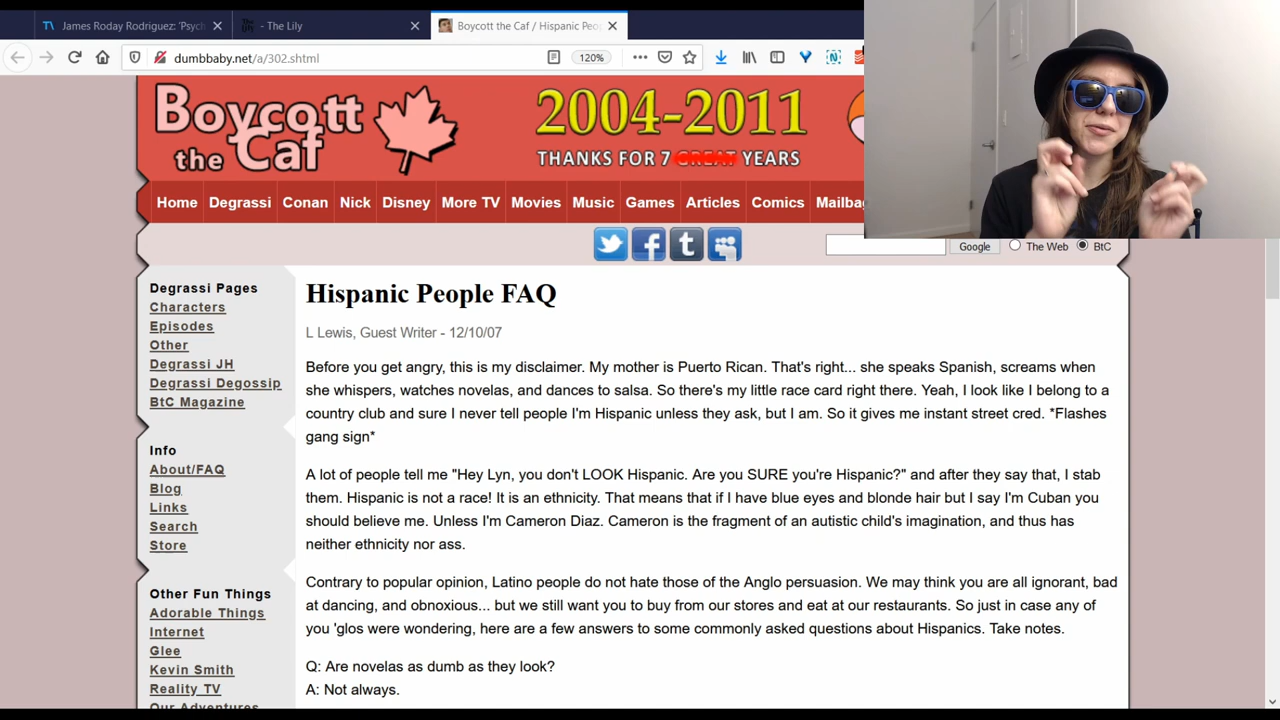 James Roday Rodriguez: 'Psych
- The Lily
Boycott the Caf / Hispanic Peop
dumbbaby.net/a/302.shtml
120%
Boycott
the Caf
2004-2011
THANKS FOR 7 GREAT YEARS
Home Degrassi Conan Nick Disney More TV Movies Music Games Articles Comics Mailba
Google The Web BtC
Degrassi Pages
Characters
Episodes
Other
Degrassi JH
Degrassi Degossip
BtC Magazine
Info
About/FAQ
Blog
Links
Search
Store
Other Fun Things
Adorable Things
Internet
Glee
Kevin Smith
Reality TV
Our Adventures
Hispanic People FAQ
L Lewis, Guest Writer - 12/10/07
Before you get angry, this is my disclaimer. My mother is Puerto Rican. That's right... she speaks Spanish, screams when
she whispers, watches novelas, and dances to salsa. So there's my little race card right there. Yeah, I look like I belong to a
country club and sure I never tell people I'm Hispanic unless they ask, but I am. So it gives me instant street cred. *Flashes
gang sign*
A lot of people tell me "Hey Lyn, you don't LOOK Hispanic. Are you SURE you're Hispanic?" and after they say that, I stab
them. Hispanic is not a race! It is an ethnicity. That means that if I have blue eyes and blonde hair but I say I'm Cuban you
should believe me. Unless I'm Cameron Diaz. Cameron is the fragment of an autistic child's imagination, and thus has
neither ethnicity nor ass.
Contrary to popular opinion, Latino people do not hate those of the Anglo persuasion. We may think you are all ignorant, bad
at dancing, and obnoxious... but we still want you to buy from our stores and eat at our restaurants. So just in case any of
you 'glos were wondering, here are a few answers to some commonly asked questions about Hispanics. Take notes.
Q: Are novelas as dumb as they look?
A: Not always.